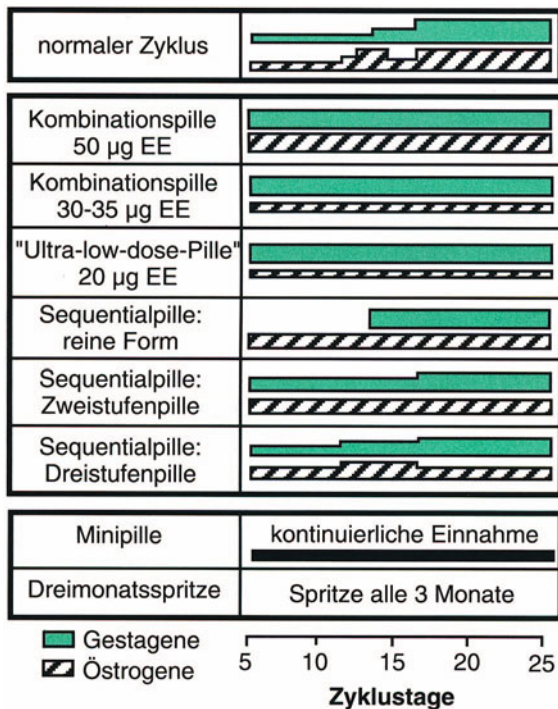 normaler Zyklus
Kombinationspille
50 µg EE
Kombinationspille
30-35 µg EE
"Ultra-low-dose-Pille"
20 µg EE
Sequentialpille:
reine Form
Sequentialpille:
Zweistufenpille
Sequentialpille:
Dreistufenpille
Minipille
kontinuierliche Einnahme
Dreimonatsspritze
Spritze alle 3 Monate
Gestagene
Östrogene
5 10 15 20 25
Zyklustage